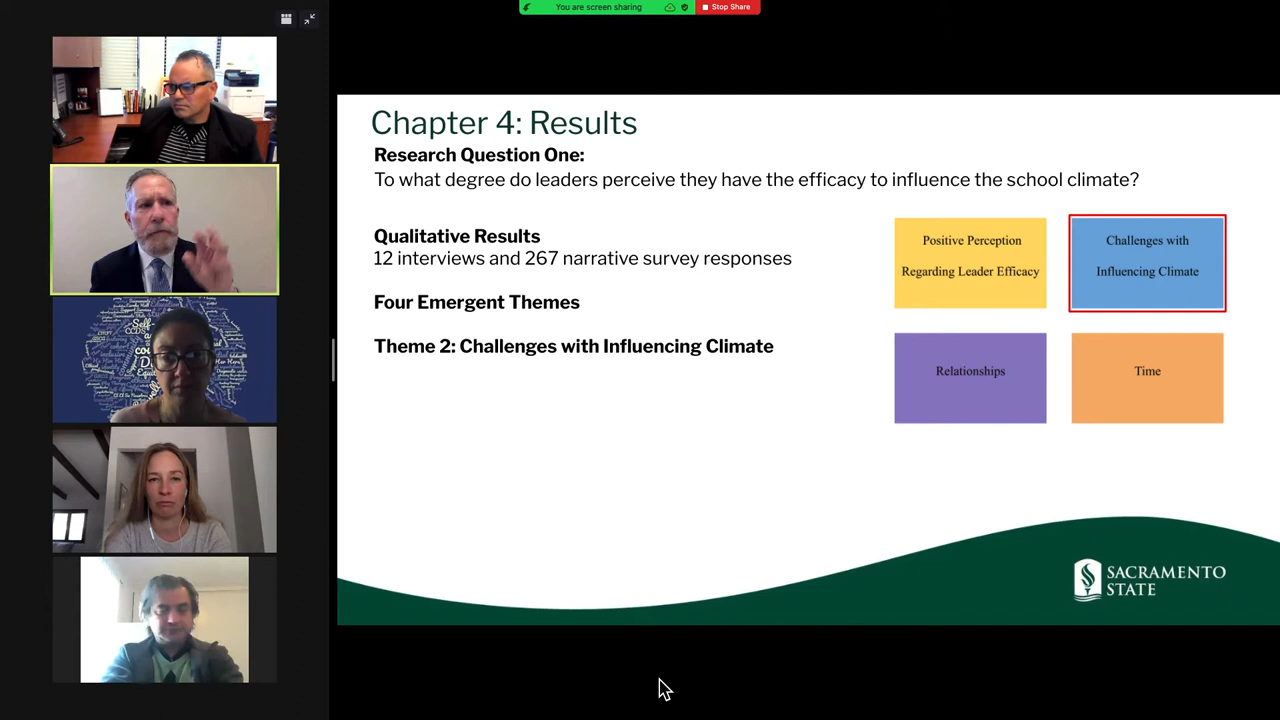 You are screen sharing
Stop Share
Chapter 4: Results
Research Question One:
To what degree do leaders perceive they have the efficacy to influence the school climate?
Qualitative Results
12 interviews and 267 narrative survey responses
Four Emergent Themes
Theme 2: Challenges with Influencing Climate
Positive Perception
Regarding Leader Efficacy
Challenges with
Influencing Climate
Relationships
Time
SACRAMENTO
STATE